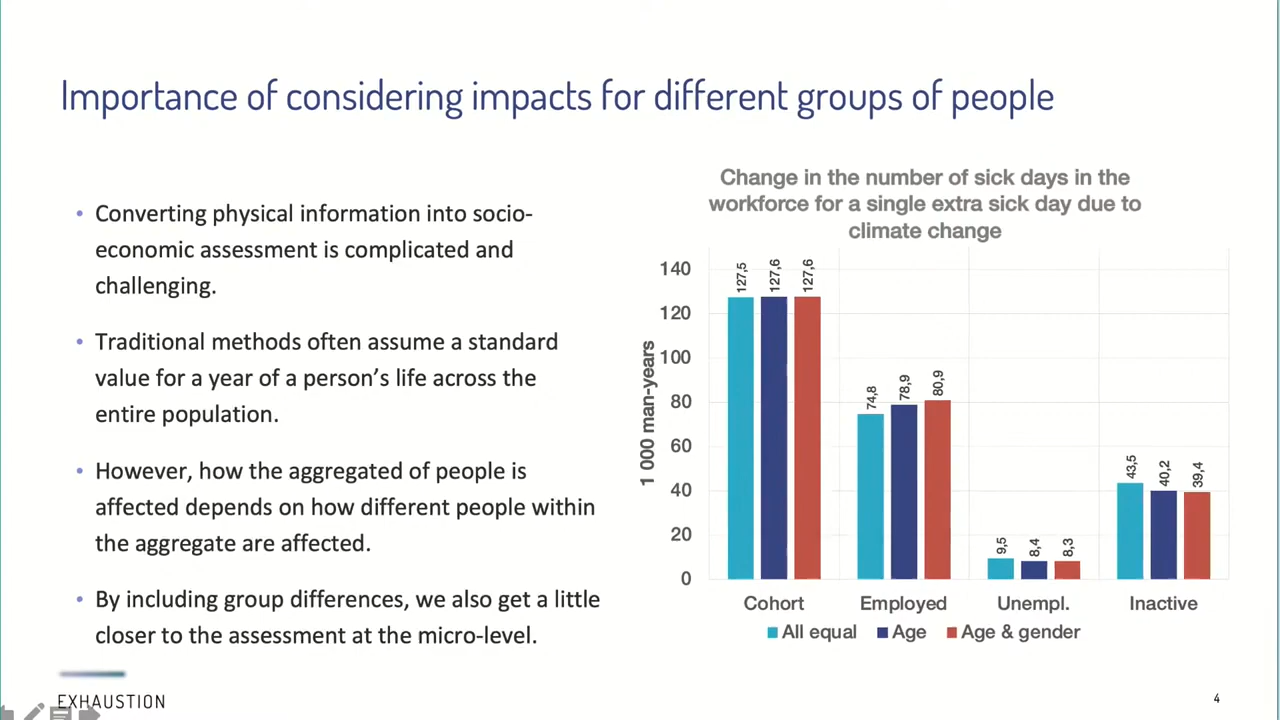 Importance of considering impacts for different groups of people
• Converting physical information into socio-
economic assessment is complicated and
challenging.
• Traditional methods often assume a standard
value for a year of a person’s life across the
entire population.
• However, how the aggregated of people is
affected depends on how different people within
the aggregate are affected.
• By including group differences, we also get a little
closer to the assessment at the micro-level.
Change in the number of sick days in the
workforce for a single extra sick day due to
climate change
1 000 man-years
140
120
100
80
60
40
20
0
127,5
127,6
127,6
74,8
78,9
80,9
9,5
8,4
8,3
43,5
40,2
39,4
Cohort Employed Unempl. Inactive
All equal Age Age & gender
EXHAUSTION
4